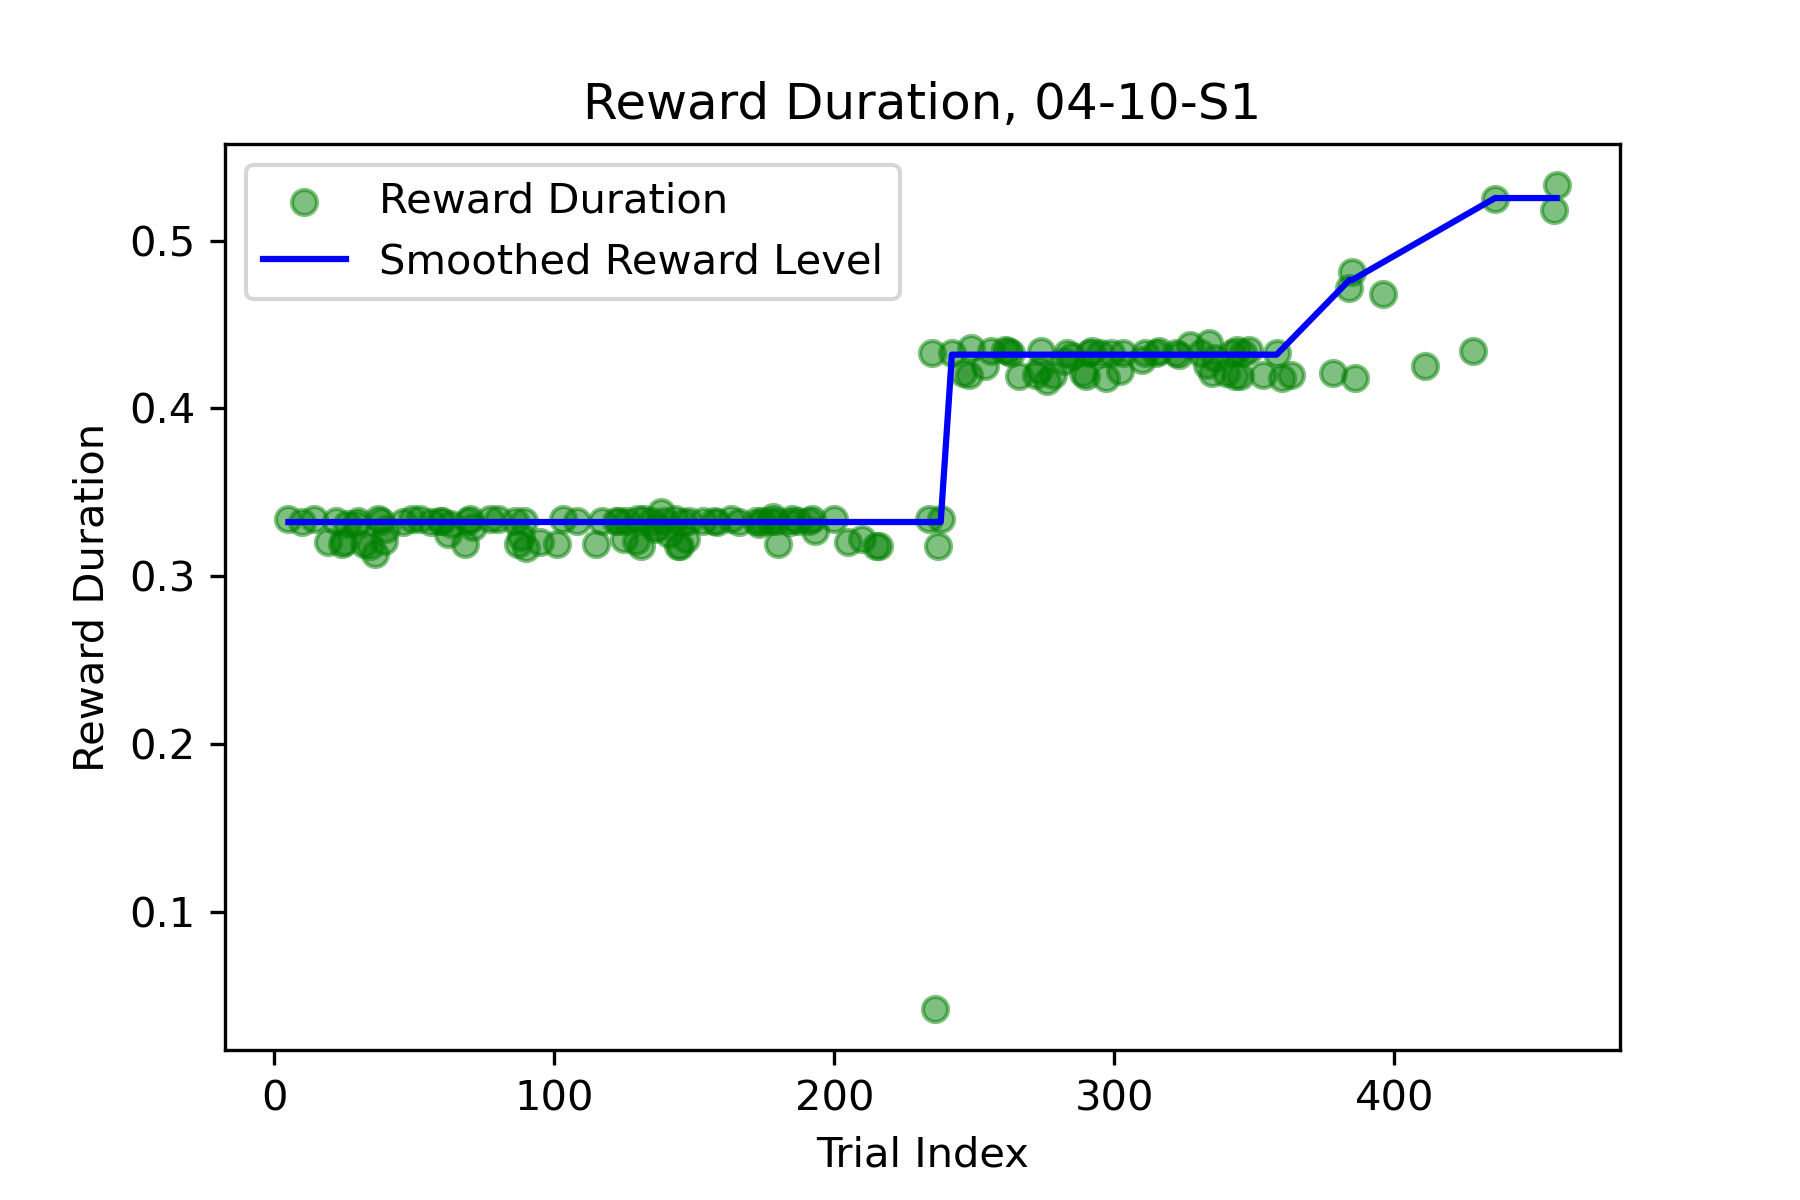 Reward Duration, 04-10-S1
Reward Duration
Smoothed Reward Level
0.5
0.4
0.3
0.2
0.1
Reward Duration
0 100 200 300 400
Trial Index